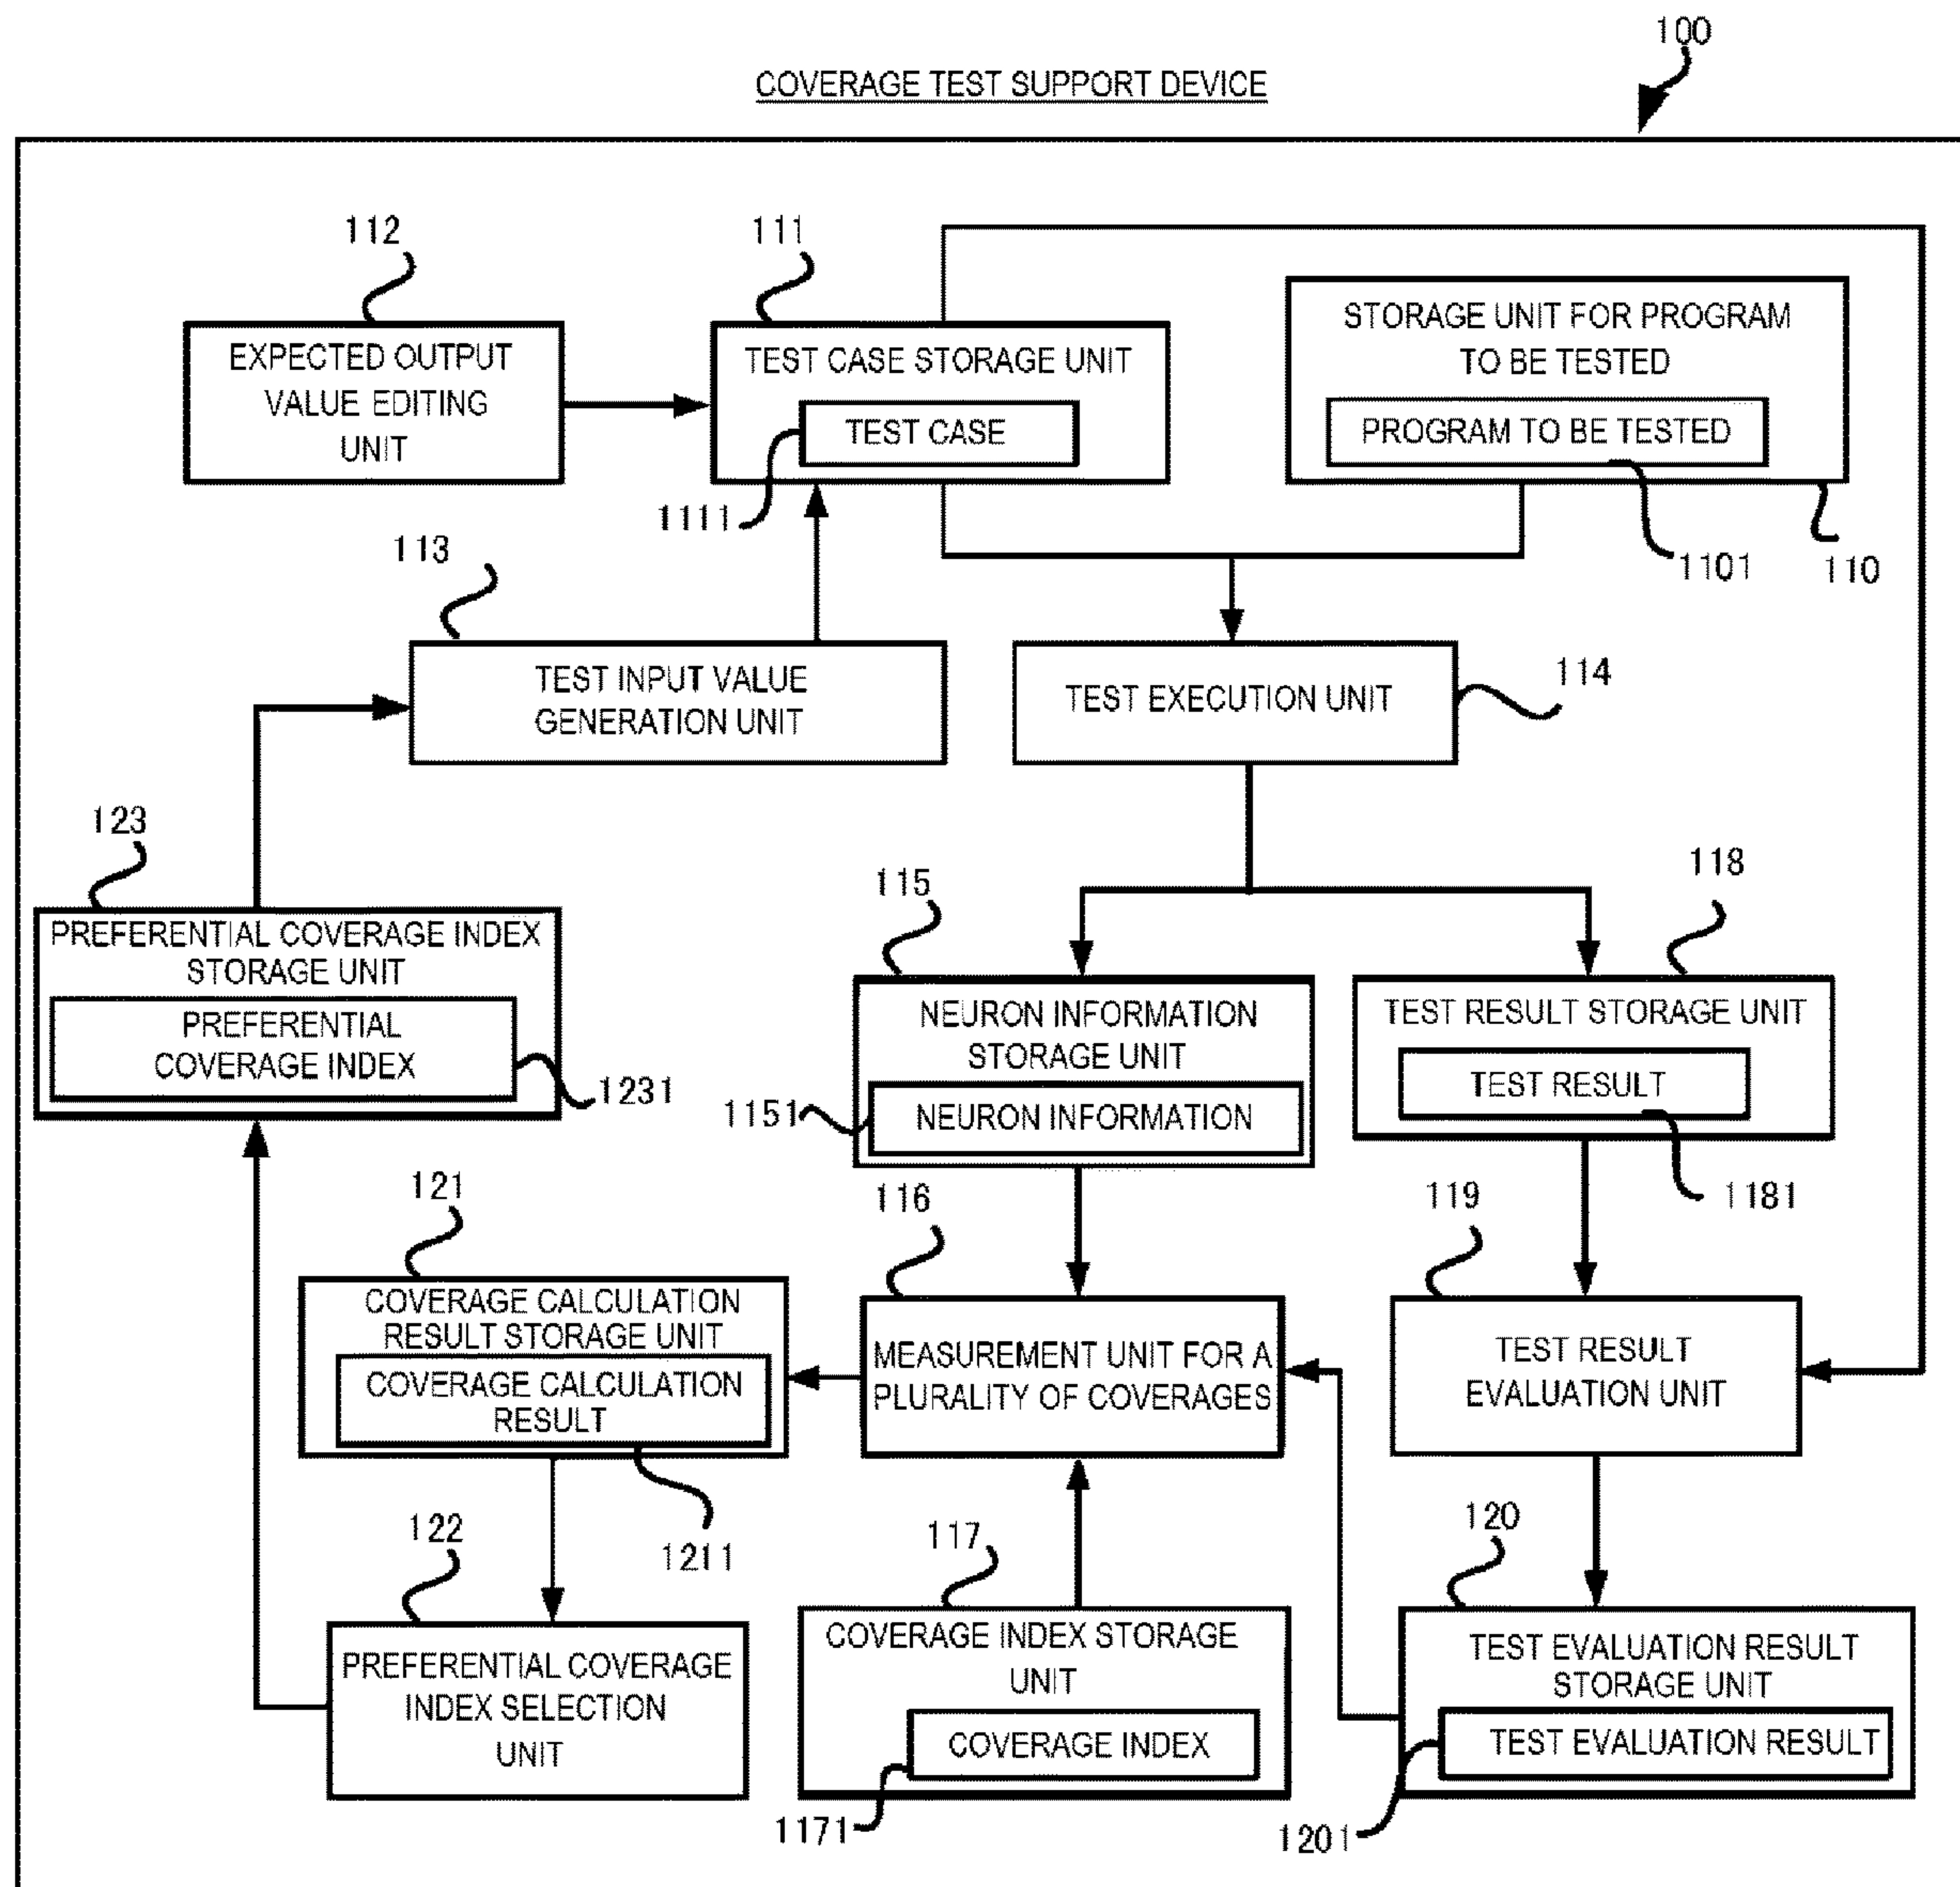 100
COVERAGE TEST SUPPORT DEVICE
112
111
EXPECTED OUTPUT
VALUE EDITING
UNIT
TEST CASE STORAGE UNIT
TEST CASE
1111
STORAGE UNIT FOR PROGRAM
TO BE TESTED
PROGRAM TO BE TESTED
1101
110
113
TEST INPUT VALUE
GENERATION UNIT
TEST EXECUTION UNIT
114
123
PREFERENTIAL COVERAGE INDEX
STORAGE UNIT
PREFERENTIAL
COVERAGE INDEX
1231
115
NEURON INFORMATION
STORAGE UNIT
NEURON INFORMATION
1151
118
TEST RESULT STORAGE UNIT
TEST RESULT
1181
121
COVERAGE CALCULATION
RESULT STORAGE UNIT
COVERAGE CALCULATION
RESULT
1211
116
MEASUREMENT UNIT FOR A
PLURALITY OF COVERAGES
119
TEST RESULT
EVALUATION UNIT
122
PREFERENTIAL COVERAGE
INDEX SELECTION
UNIT
117
COVERAGE INDEX STORAGE
UNIT
COVERAGE INDEX
1171
120
TEST EVALUATION RESULT
STORAGE UNIT
TEST EVALUATION RESULT
1201